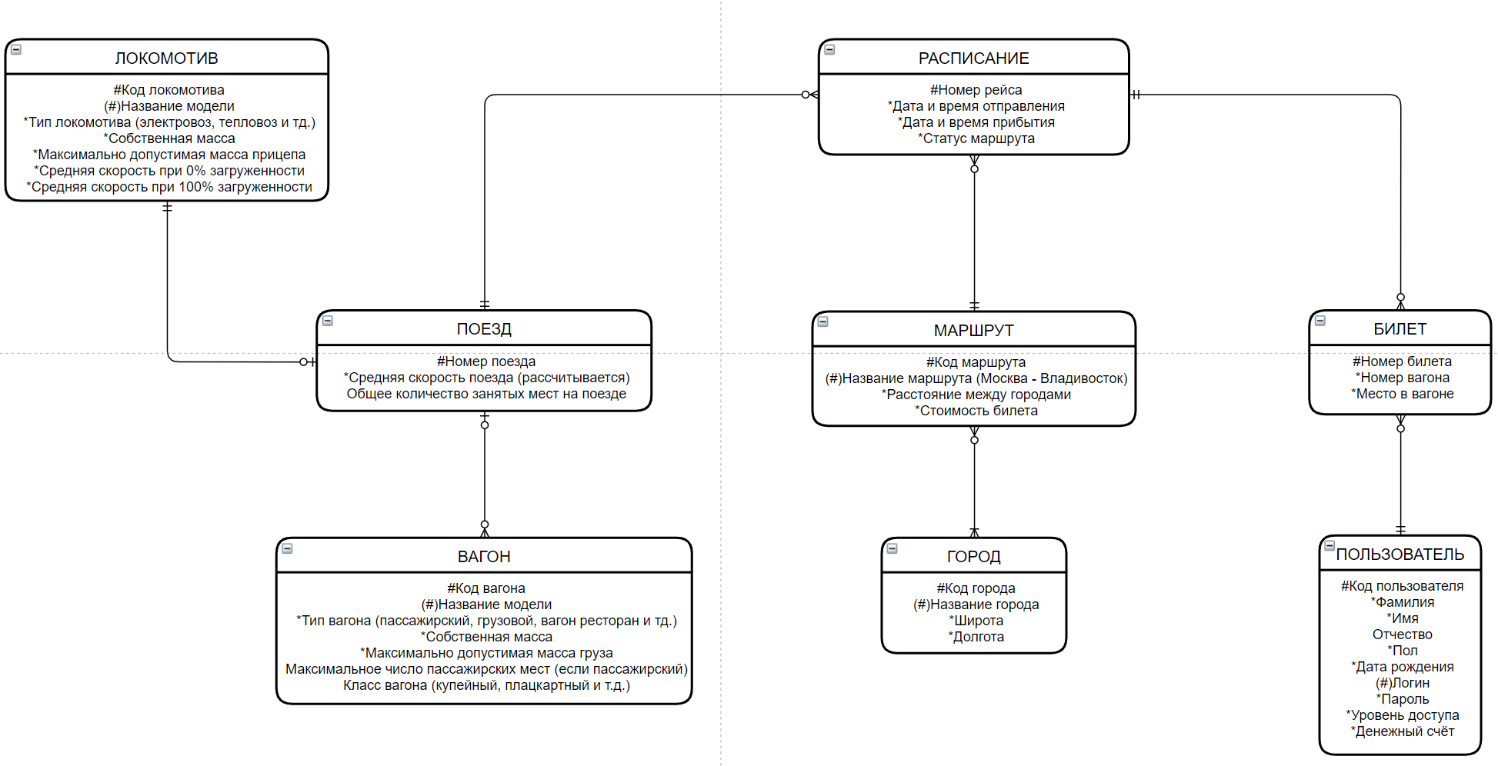 ЛОКОМОТИВ
#Код локомотива
(#)Название модели
*Тип локомотива (электровоз, тепловоз и тд.)
*Собственная масса
*Максимально допустимая масса прицепа
*Средняя скорость при 0% загруженности
*Средняя скорость при 100% загруженности
РАСПИСАНИЕ
#Номер рейса
*Дата и время отправления
*Дата и время прибытия
*Статус маршрута
ПОЕЗД
#Номер поезда
*Средняя скорость поезда (рассчитывается)
Общее количество занятых мест на поезде
МАРШРУТ
#Код маршрута
(#)Название маршрута (Москва - Владивосток)
*Расстояние между городами
*Стоимость билета
БИЛЕТ
#Номер билета
*Номер вагона
*Место в вагоне
ВАГОН
#Код вагона
(#)Название модели
*Тип вагона (пассажирский, грузовой, вагон ресторан и тд.)
*Собственная масса
*Максимально допустимая масса груза
Максимальное число пассажирских мест (если пассажирский)
Класс вагона (купейный, плацкартный и т.д.)
ГОРОД
#Код города
(#)Название города
*Широта
*Долгота
ПОЛЬЗОВАТЕЛЬ
#Код пользователя
*Фамилия
*Имя
Отчество
*Пол
*Дата рождения
(#)Логин
*Пароль
*Уровень доступа
*Денежный счёт